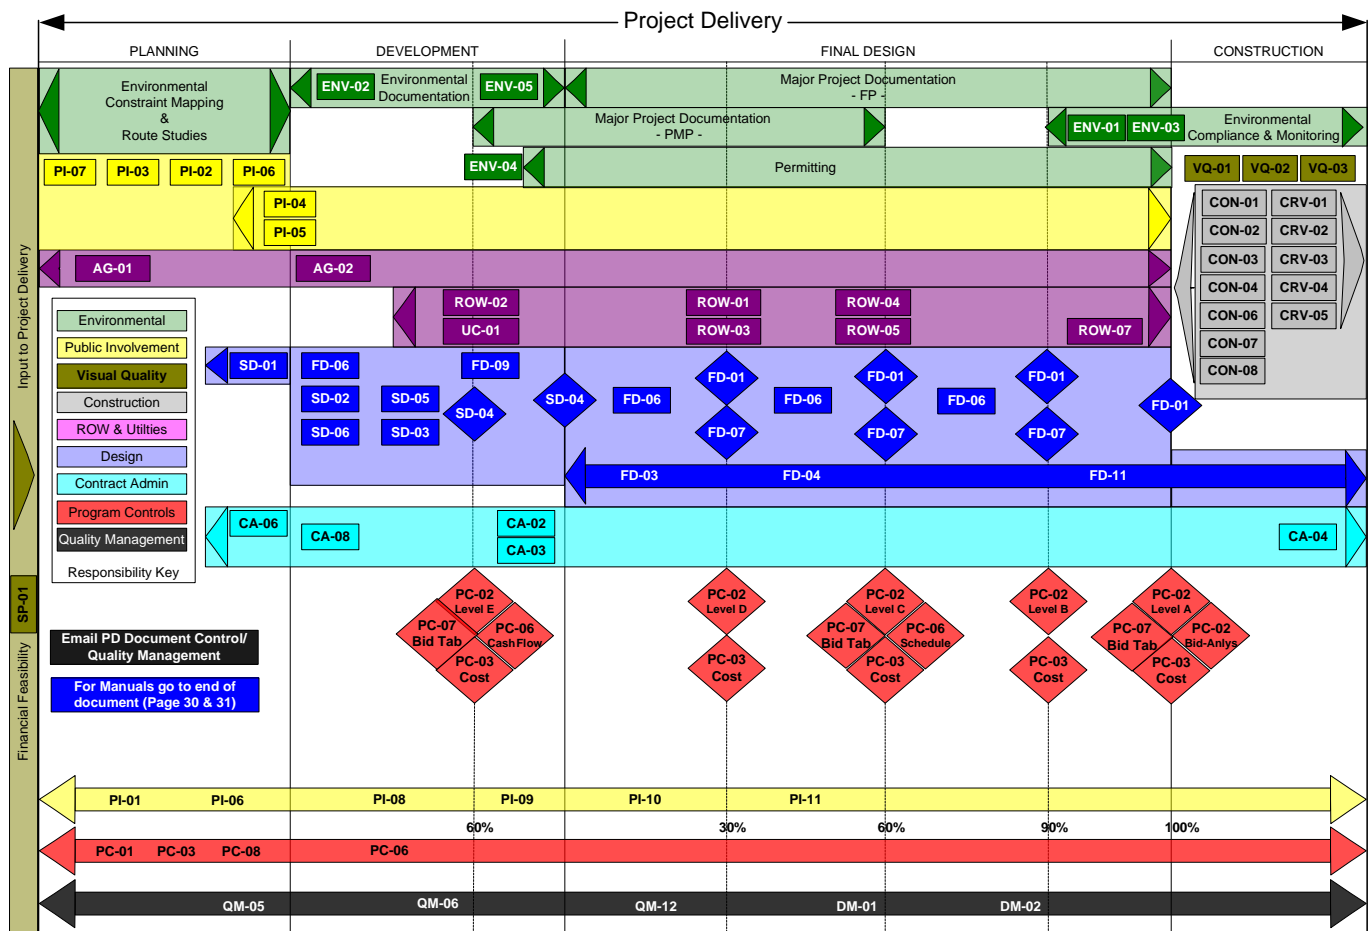 Project Delivery
PLANNING
DEVELOPMENT
FINAL DESIGN
CONSTRUCTION
Environmental
Constraint Mapping
&
Route Studies
ENV-02
Environmental
Documentation
ENV-05
Major Project Documentation
- FP -
Major Project Documentation
- PMP -
ENV-01
ENV-03
Environmental
Compliance & Monitoring
ENV-04
Permitting
PI-07
PI-03
PI-02
PI-06
VQ-01
VQ-02
VQ-03
PI-04
PI-05
CON-01
CRV-01
CON-02
CRV-02
CON-03
CRV-03
CON-04
CRV-04
CON-06
CRV-05
CON-07
CON-08
AG-01
AG-02
ROW-02
ROW-01
ROW-04
UC-01
ROW-03
ROW-05
ROW-07
Input to Project Delivery
Environmental
Public Involvement
Visual Quality
Construction
ROW & Utilties
Design
Contract Admin
Program Controls
Quality Management
Responsibility Key
SD-01
FD-06
FD-09
SD-02
SD-05
SD-04
SD-04
SD-06
SD-03
FD-06
FD-01
FD-06
FD-01
FD-06
FD-01
FD-01
FD-07
FD-07
FD-07
FD-03
FD-04
FD-11
CA-06
CA-08
CA-02
CA-03
CA-04
SP-01
Financial Feasibility
Email PD Document Control/
Quality Management
For Manuals go to end of
document (Page 30 & 31)
PC-02
Level E
PC-07
Bid Tab
PC-06
CashFlow
PC-03
Cost
PC-02
Level D
PC-03
Cost
PC-02
Level C
PC-07
Bid Tab
PC-06
Schedule
PC-03
Cost
PC-02
Level B
PC-03
Cost
PC-02
Level A
PC-07
Bid Tab
PC-02
Bid-Anlys
PC-03
Cost
PI-01
PI-06
PI-08
PI-09
PI-10
PI-11
60%
30%
60%
90%
100%
PC-01
PC-03
PC-08
PC-06
QM-05
QM-06
QM-12
DM-01
DM-02